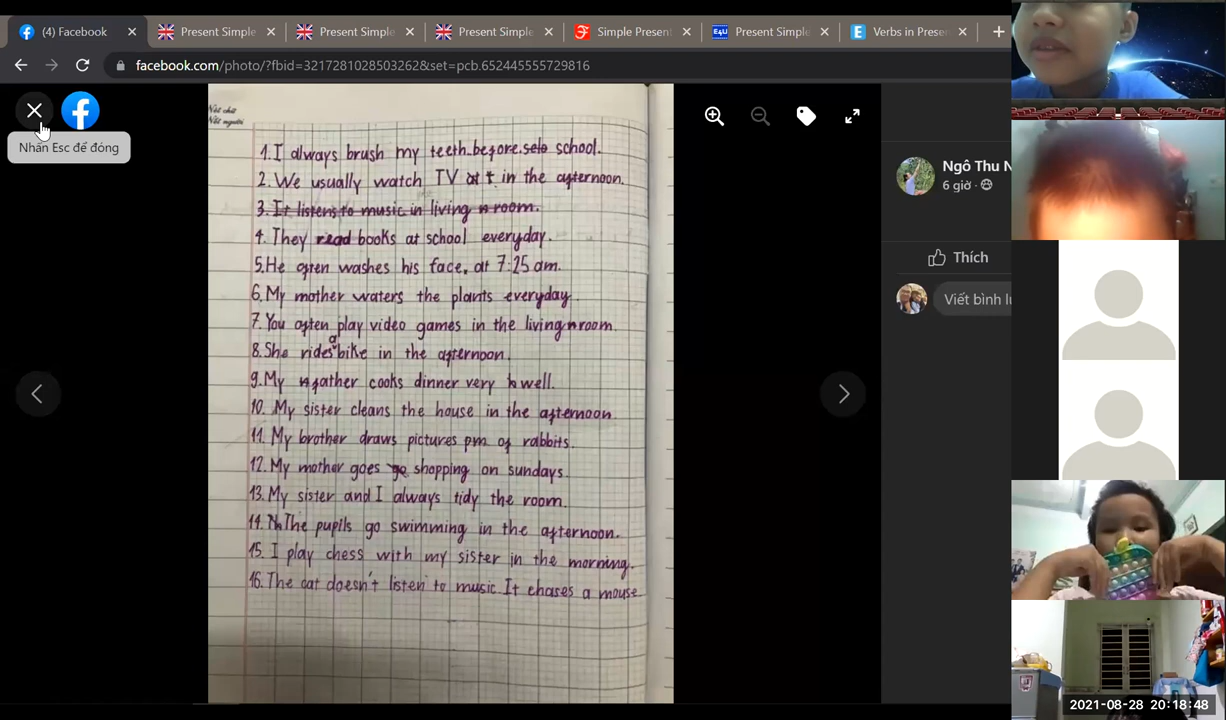 (4) Facebook
Present Simple
Present Simple
Present Simple
Simple Present
E4U
Present Simple
E
Verbs in Prese
facebook.com/photo/?fbid=3217281028503262&set=pcb.652445555729816
Nhấn Esc để đóng
Nét chữ
Nết người
1. I always brush my teeth before school.
2. We usually watch TV in the afternoon.
3. It listens to music in living room.
4. They read books at school everyday.
5. He often washes his face, at 7:25 am.
6. My mother waters the plants everyday.
7. You often play video games in the living room.
8. She rides a bike in the afternoon.
9. My father cooks dinner very well.
10. My sister cleans the house in the afternoon.
11. My brother draws pictures of rabbits.
12. My mother goes shopping on sundays.
13. My sister and I always tidy the room.
14. The pupils go swimming in the afternoon.
15. I play chess with my sister in the morning.
16. The cat doesn't listen to music. It chases a mouse
Ngô Thu N
6 giờ
Thích
Viết bình lu
2021-08-28 20:18:48